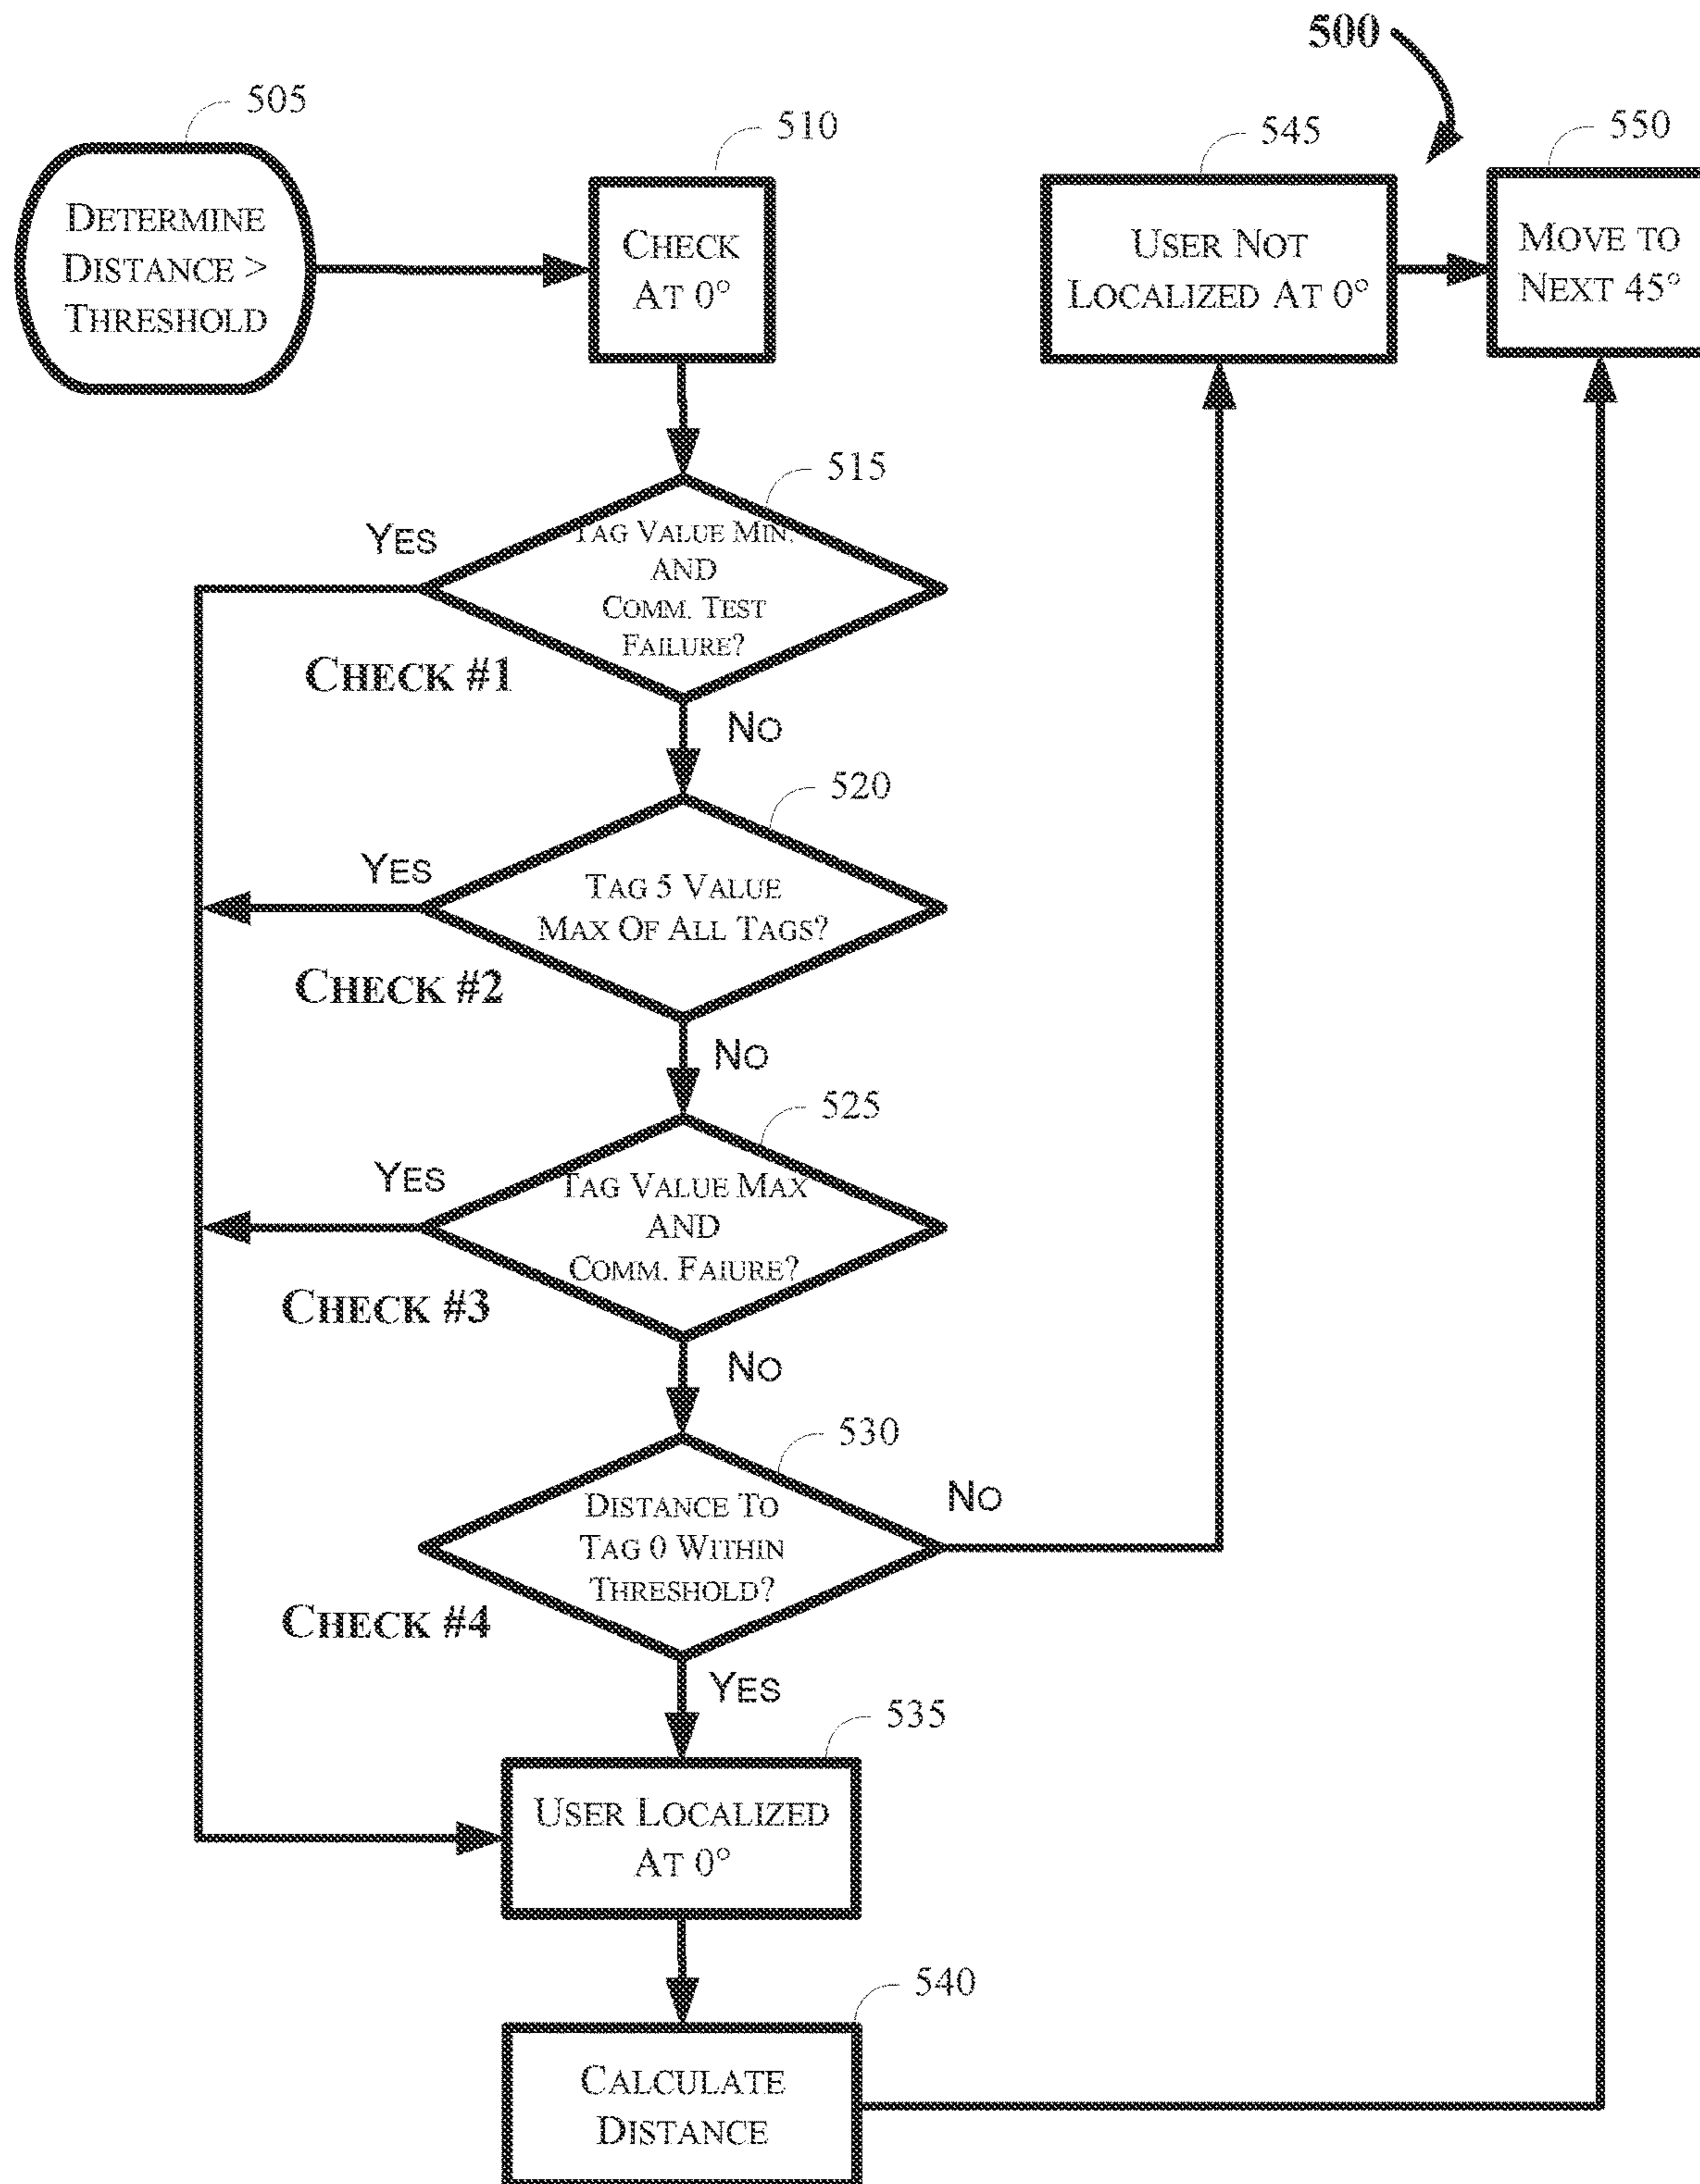 500
505
DETERMINE
DISTANCE >
THRESHOLD
510
CHECK
AT 0°
545
USER NOT
LOCALIZED AT 0°
550
MOVE TO
NEXT 45°
515
TAG VALUE MIN.
AND
COMM. TEST
FAILURE?
YES
CHECK #1
NO
520
TAG 5 VALUE
MAX OF ALL TAGS?
YES
CHECK #2
NO
525
TAG VALUE MAX
AND
COMM. FAIURE?
YES
CHECK #3
NO
530
DISTANCE TO
TAG 0 WITHIN
THRESHOLD?
NO
CHECK #4
YES
535
USER LOCALIZED
AT 0°
540
CALCULATE
DISTANCE